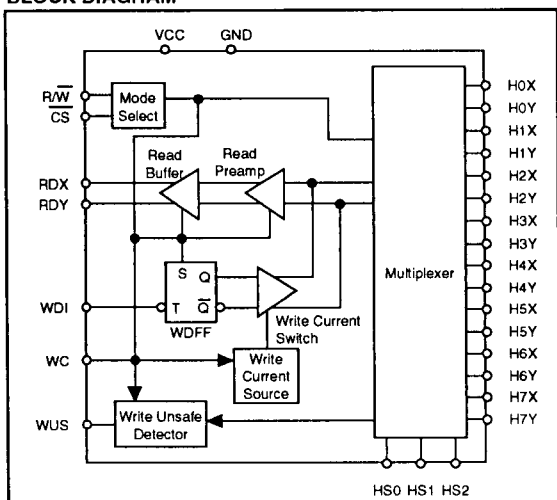 BLOCK DIAGRAM
VCC GND
R/W̅
C̅S̅
Mode
Select
Read
Buffer
Read
Preamp
RDX
RDY
S Q
T Q̅
WDFF
WDI
Write Current
Switch
WC
Write
Current
Source
WUS
Write Unsafe
Detector
Multiplexer
H0X
H0Y
H1X
H1Y
H2X
H2Y
H3X
H3Y
H4X
H4Y
H5X
H5Y
H6X
H6Y
H7X
H7Y
HS0 HS1 HS2